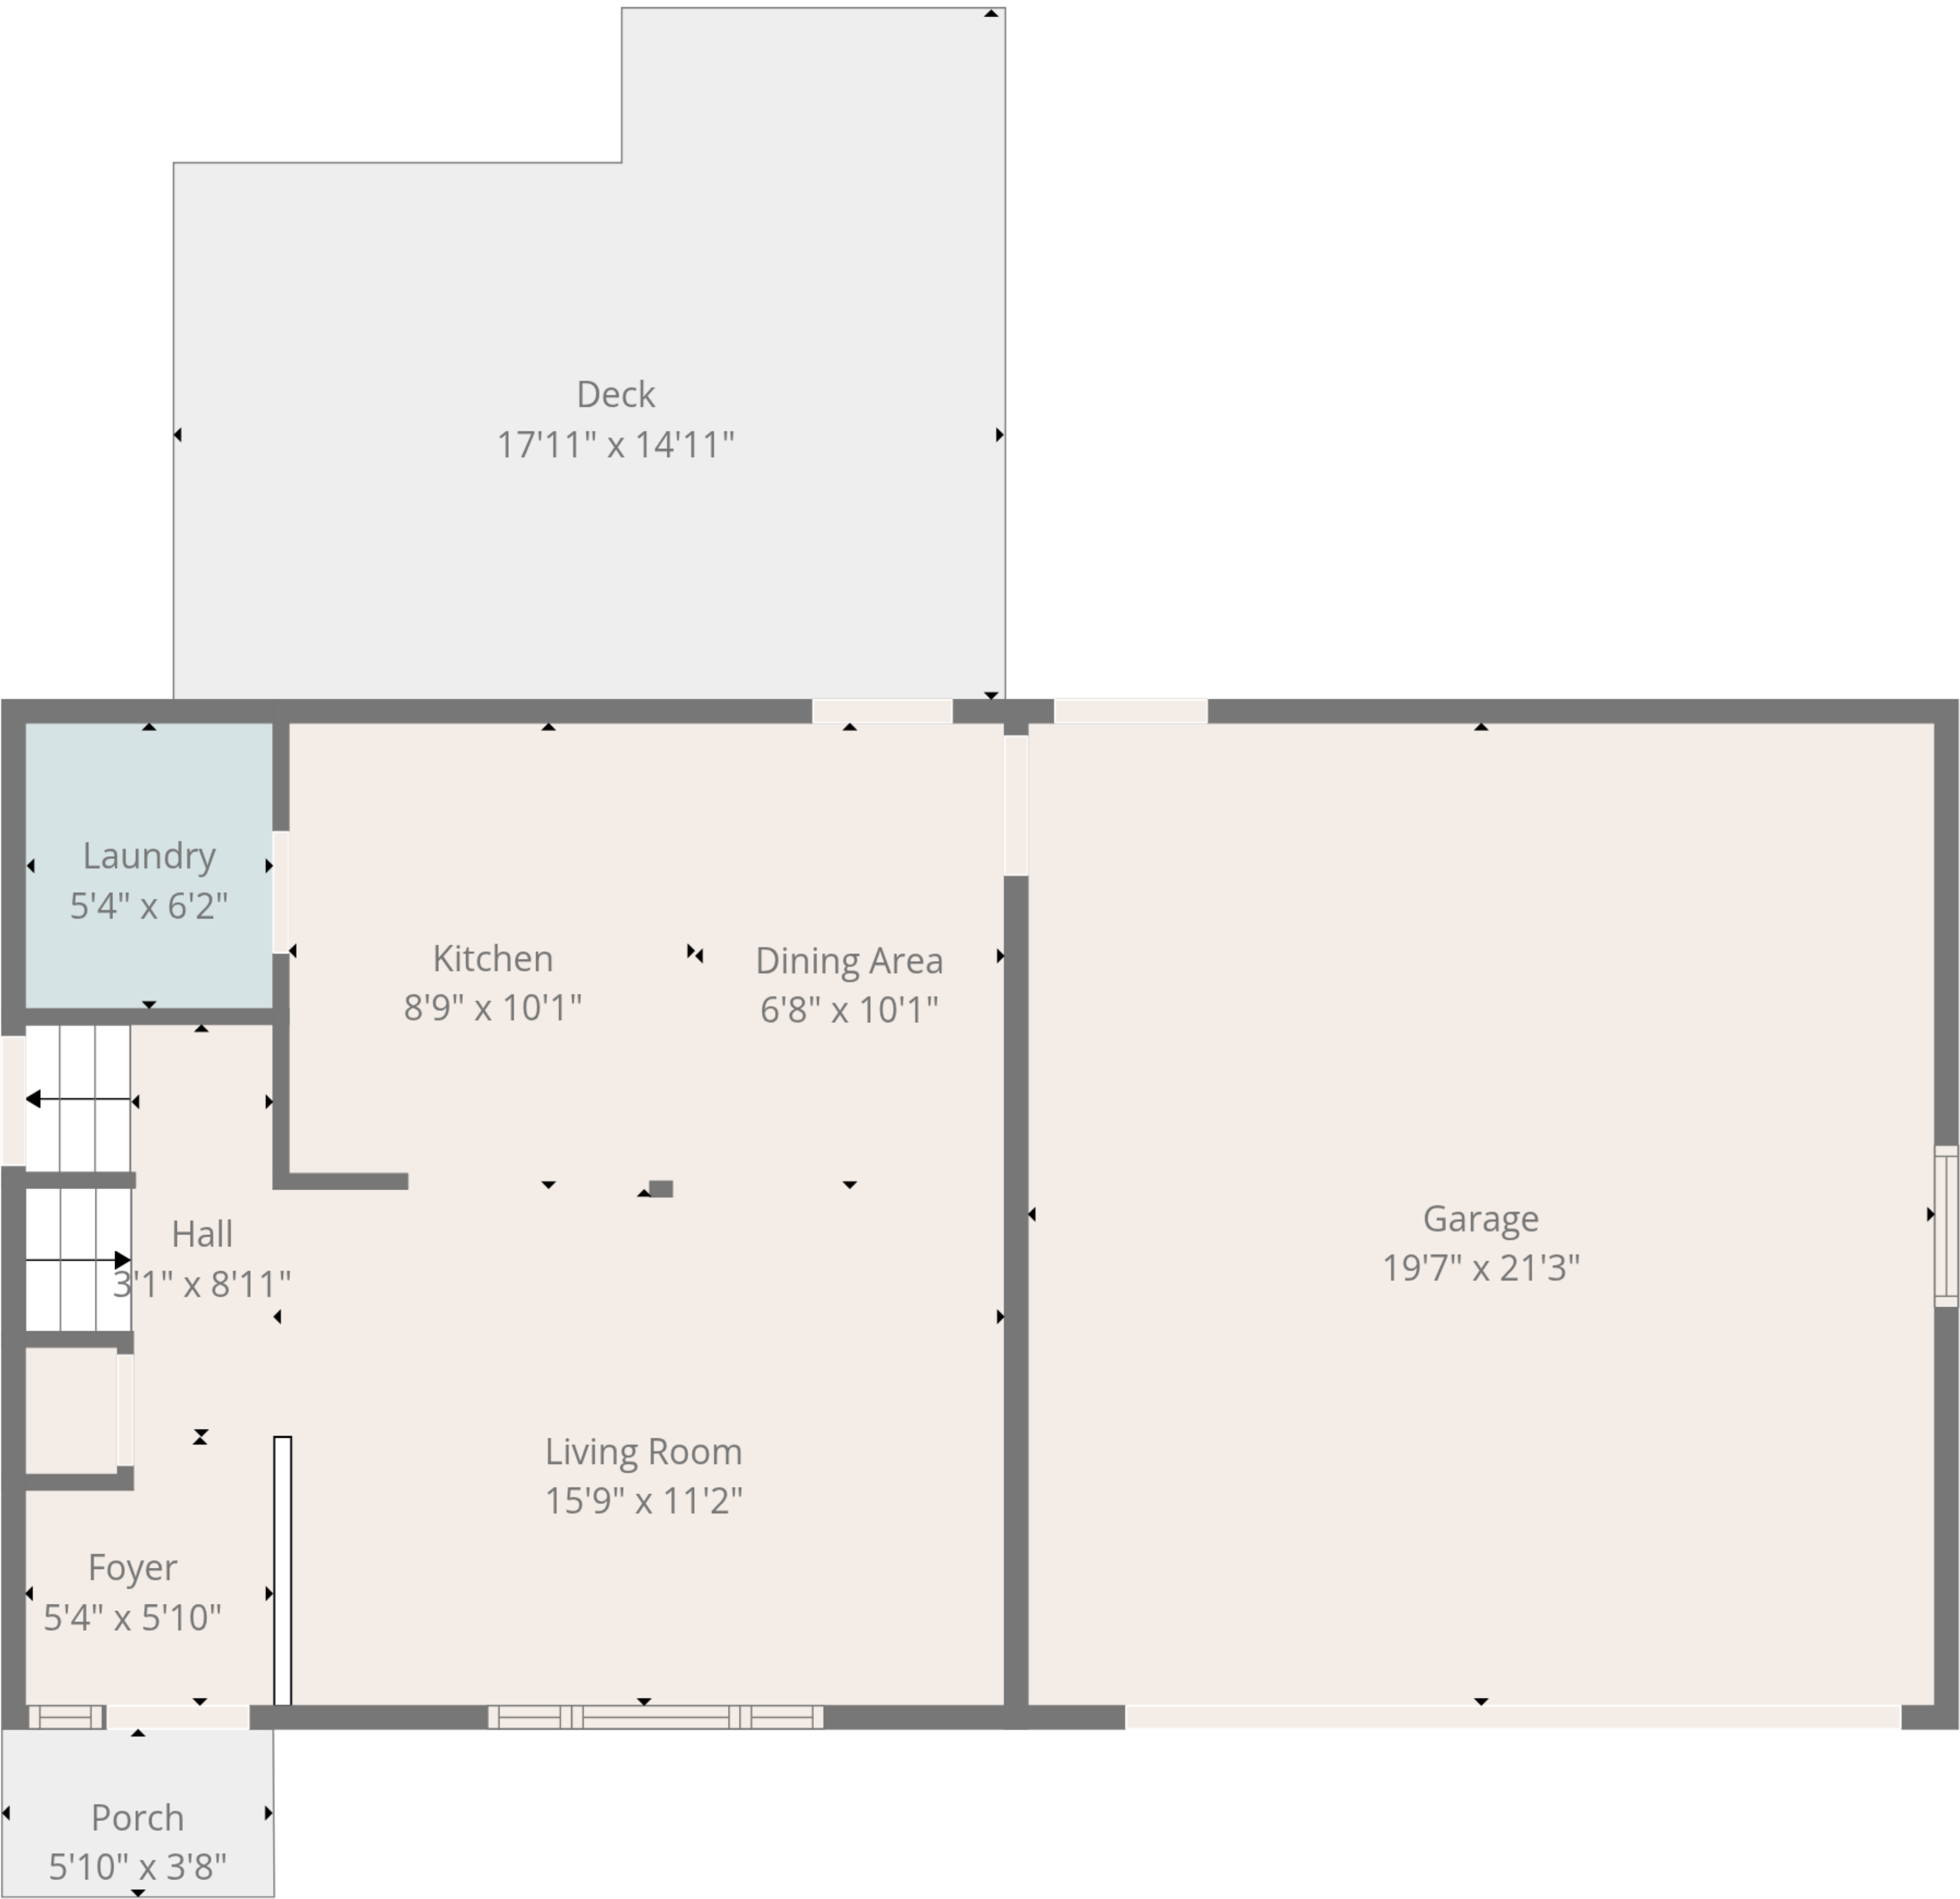 Deck
17'11" x 14'11"
Laundry
5'4" x 6'2"
Kitchen
8'9" x 10'1"
Dining Area
6'8" x 10'1"
Hall
3'1" x 8'11"
Garage
19'7" x 21'3"
Living Room
15'9" x 11'2"
Foyer
5'4" x 5'10"
Porch
5'10" x 3'8"